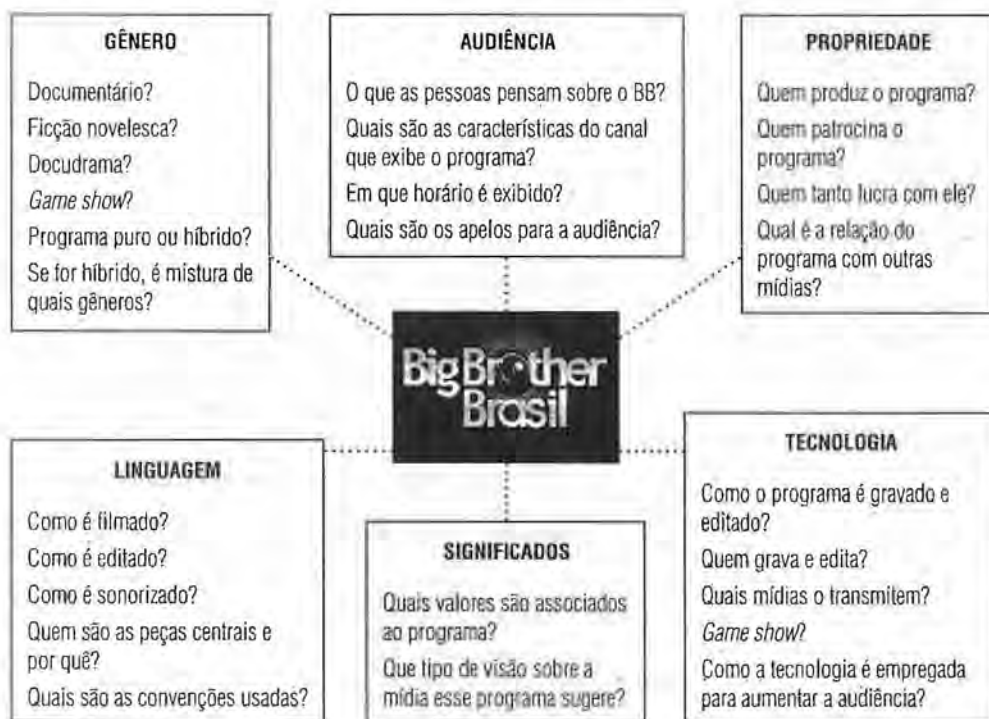 GÊNERO
Documentário?
Ficção novelesca?
Docudrama?
Game show?
Programa puro ou híbrido?
Se for híbrido, é mistura de
quais gêneros?
AUDIÊNCIA
O que as pessoas pensam sobre o BB?
Quais são as características do canal
que exibe o programa?
Em que horário é exibido?
Quais são os apelos para a audiência?
PROPRIEDADE
Quem produz o programa?
Quem patrocina o
programa?
Quem tanto lucra com ele?
Qual é a relação do
programa com outras
mídias?
BigBrother
Brasil
LINGUAGEM
Como é filmado?
Como é editado?
Como é sonorizado?
Quem são as peças centrais e
por quê?
Quais são as convenções usadas?
SIGNIFICADOS
Quais valores são associados
ao programa?
Que tipo de visão sobre a
mídia esse programa sugere?
TECNOLOGIA
Como o programa é gravado e
editado?
Quem grava e edita?
Quais mídias o transmitem?
Game show?
Como a tecnologia é empregada
para aumentar a audiência?